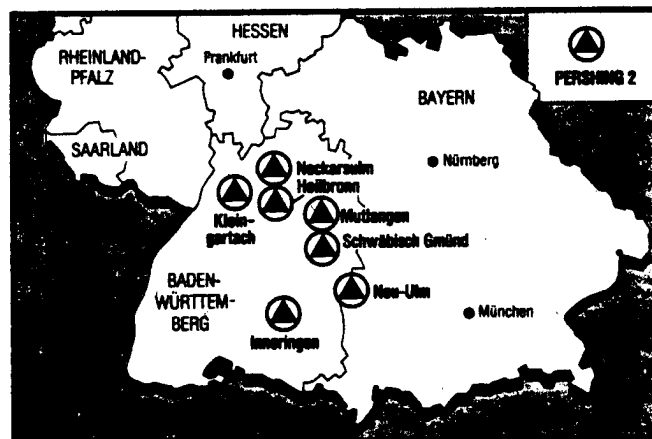 HESSEN
RHEINLAND-
PFALZ
Frankfurt
PERSHING 2
BAYERN
SAARLAND
Nürnberg
Neckarsulm
Heilbronn
Klein-
gartach
Mutlangen
Schwäbisch Gmünd
BADEN-
WÜRTTEM-
BERG
Neu-Ulm
München
Inneringen